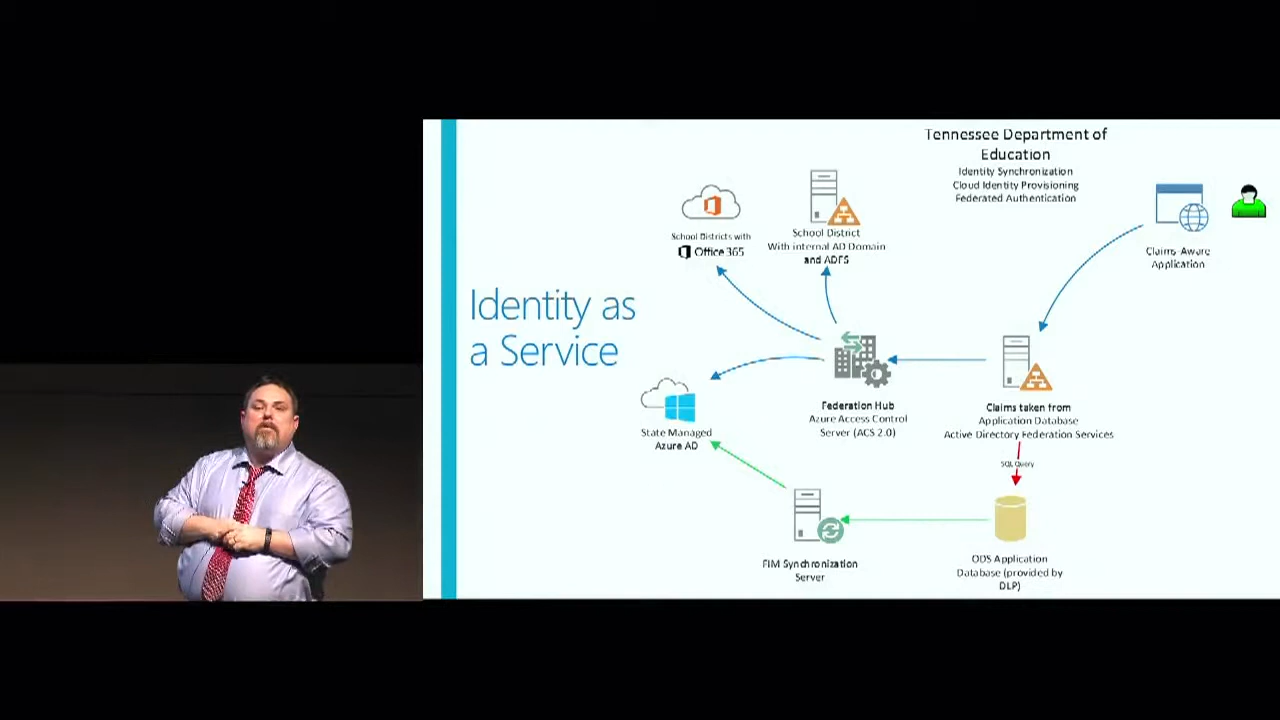 Tennessee Department of
Education
Identity Synchronization
Cloud Identity Provisioning
Federated Authentication
School Districts with
Office 365
School District
With internal AD Domain
and ADFS
Claims-Aware
Application
Identity as
a Service
Federation Hub
Azure Access Control
Server (ACS 2.0)
Claims taken from
Application Database
Active Directory Federation Services
State Managed
Azure AD
SQL Query
FIM Synchronization
Server
ODS Application
Database (provided by
DLP)